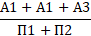 А1 + А1 + А3
П1 + П2